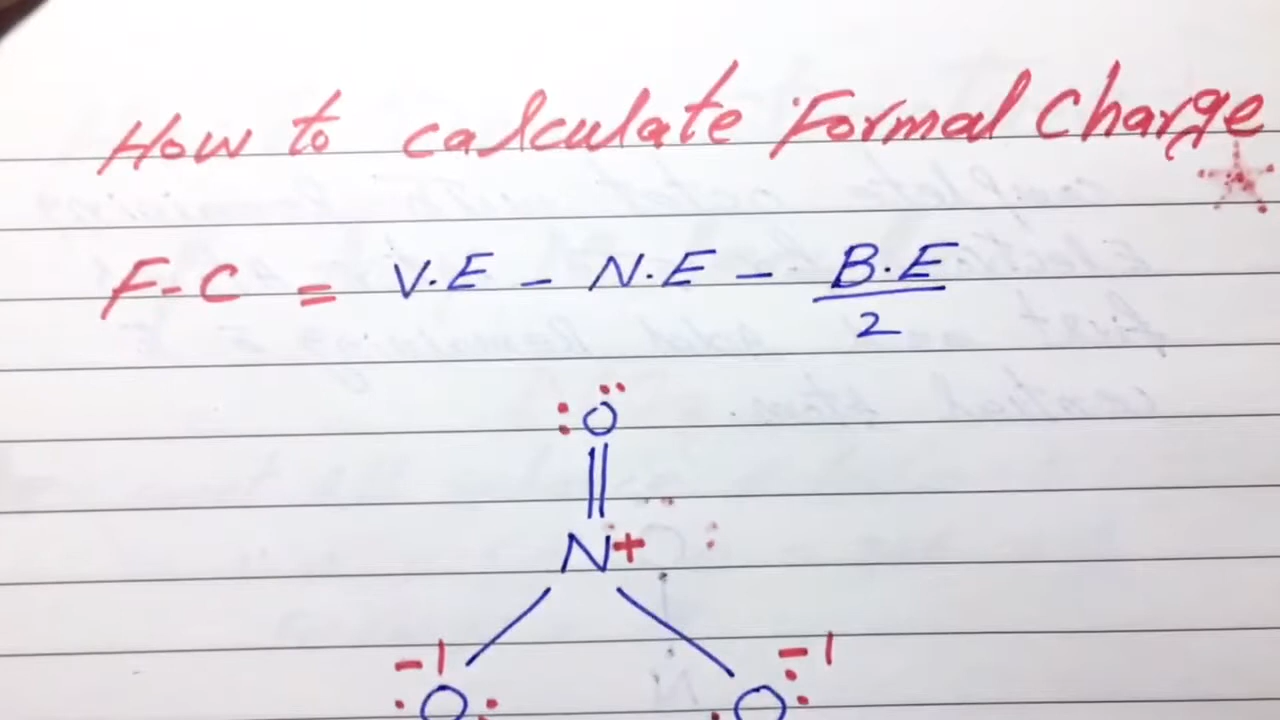 How to calculate Formal Charge
F-C = V.E - N.E - B.E/2
O
N+
-1 -1
O O